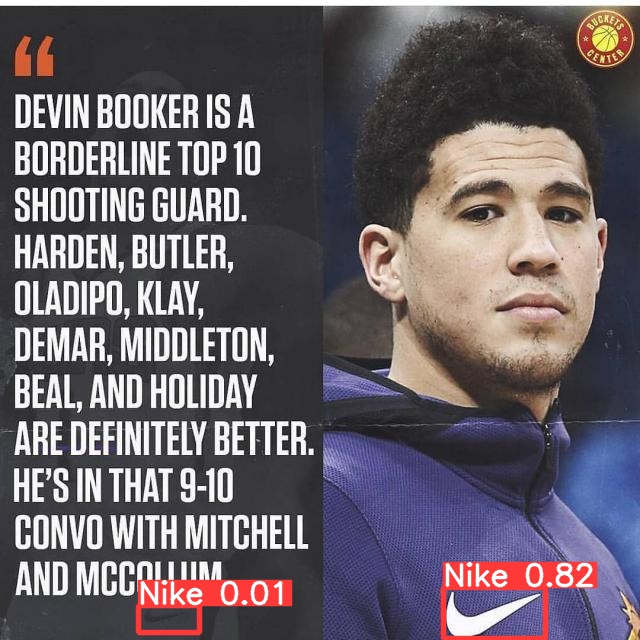 BUCKETS
CENTER
DEVIN BOOKER IS A
BORDERLINE TOP 10
SHOOTING GUARD.
HARDEN, BUTLER,
OLADIPO, KLAY,
DEMAR, MIDDLETON,
BEAL, AND HOLIDAY
ARE DEFINITELY BETTER.
HE'S IN THAT 9-10
CONVO WITH MITCHELL
AND MCCOLLUM
Nike 0.01
Nike 0.82